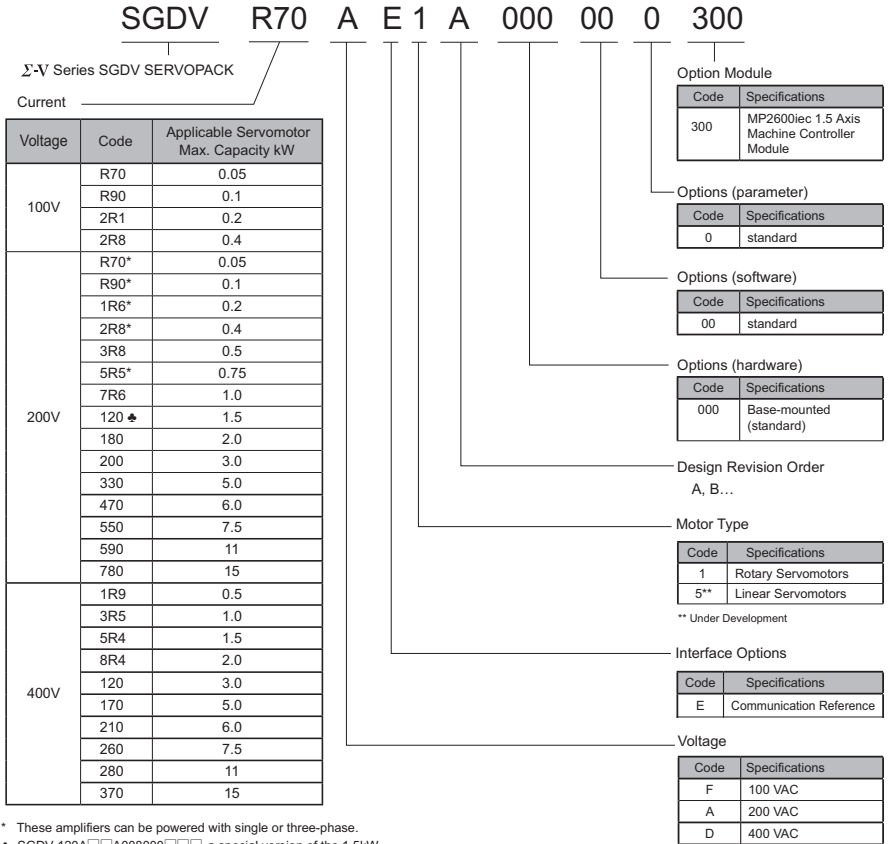 SGDV R70 A E 1 A 000 00 0 300
Σ-V Series SGDV SERVOPACK
Current
Voltage Code Applicable Servomotor Max. Capacity kW
100V
R70 0.05
R90 0.1
2R1 0.2
2R8 0.4
200V
R70* 0.05
R90* 0.1
1R6* 0.2
2R8* 0.4
3R8 0.5
5R5* 0.75
7R6 1.0
120 ♣ 1.5
180 2.0
200 3.0
330 5.0
470 6.0
550 7.5
590 11
780 15
400V
1R9 0.5
3R5 1.0
5R4 1.5
8R4 2.0
120 3.0
170 5.0
210 6.0
260 7.5
280 11
370 15
* These amplifiers can be powered with single or three-phase.
SGDV-120A□□A008000□□□ a special version of the 1.5kW
Option Module
Code Specifications
300 MP2600iec 1.5 Axis
Machine Controller
Module
Options (parameter)
Code Specifications
0 standard
Options (software)
Code Specifications
00 standard
Options (hardware)
Code Specifications
000 Base-mounted
(standard)
Design Revision Order
A, B…
Motor Type
Code Specifications
1 Rotary Servomotors
5** Linear Servomotors
** Under Development
Interface Options
Code Specifications
E Communication Reference
Voltage
Code Specifications
F 100 VAC
A 200 VAC
D 400 VAC